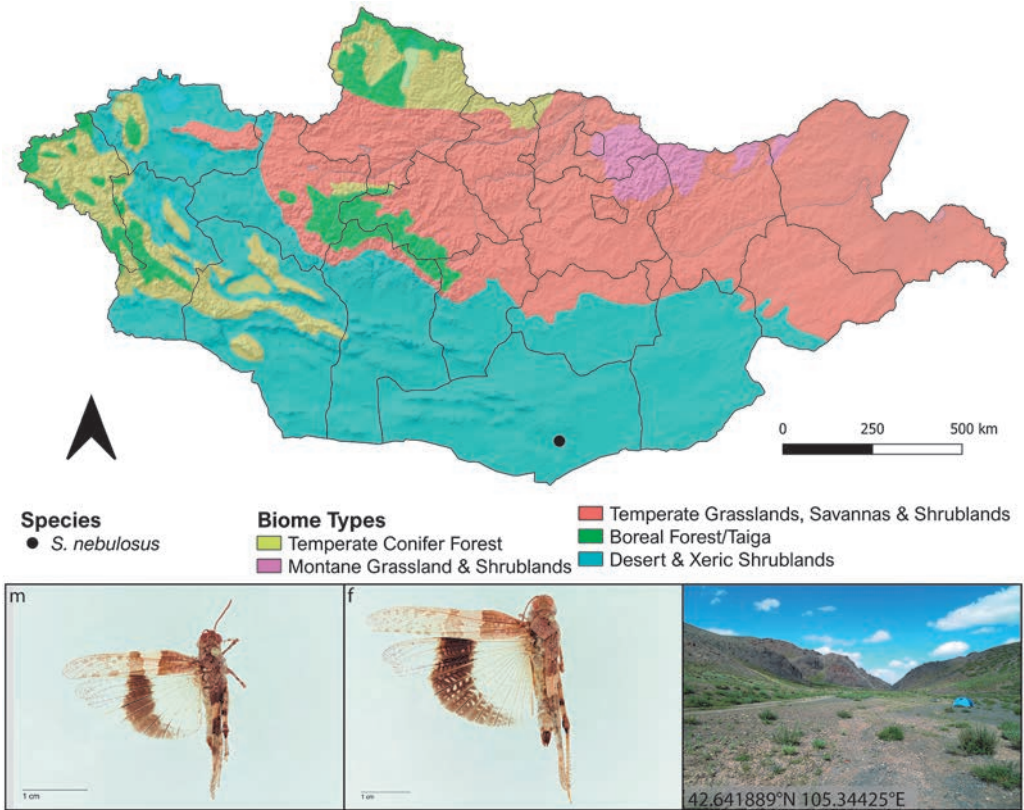 0 250 500 km
Species
S. nebulosus
Biome Types
Temperate Conifer Forest
Montane Grassland & Shrublands
Temperate Grasslands, Savannas & Shrublands
Boreal Forest/Taiga
Desert & Xeric Shrublands
m
1 cm
f
1 cm
42.641889°N 105.34425°E